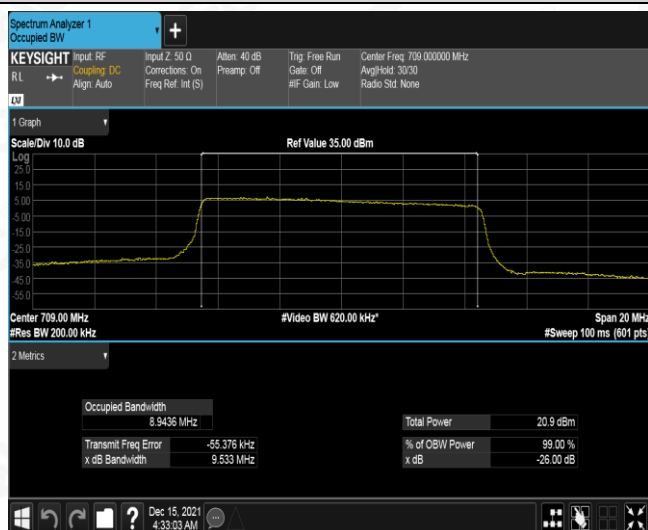 Spectrum Analyzer 1
Occupied BW
+
KEYSIGHT Input: RF Input Z: 50 Ω Atten: 40 dB Trig: Free Run Center Freq: 709.000000 MHz
R L Coupling: DC Corrections: On Preamp: Off Gate: Off Avg|Hold: 30/30
Align: Auto Freq Ref: Int (S) #IF Gain: Low Radio Std: None
LXI
1 Graph
Scale/Div 10.0 dB Ref Value 35.00 dBm
Log
25.0
15.0
5.00
-5.00
-15.0
-25.0
-35.0
-45.0
-55.0
Center 709.00 MHz #Video BW 620.00 kHz* Span 20 MHz
#Res BW 200.00 kHz #Sweep 100 ms (601 pts)
2 Metrics
Occupied Bandwidth
8.9436 MHz Total Power 20.9 dBm
Transmit Freq Error -55.376 kHz % of OBW Power 99.00 %
x dB Bandwidth 9.533 MHz x dB -26.00 dB
? Dec 15, 2021
4:33:03 AM